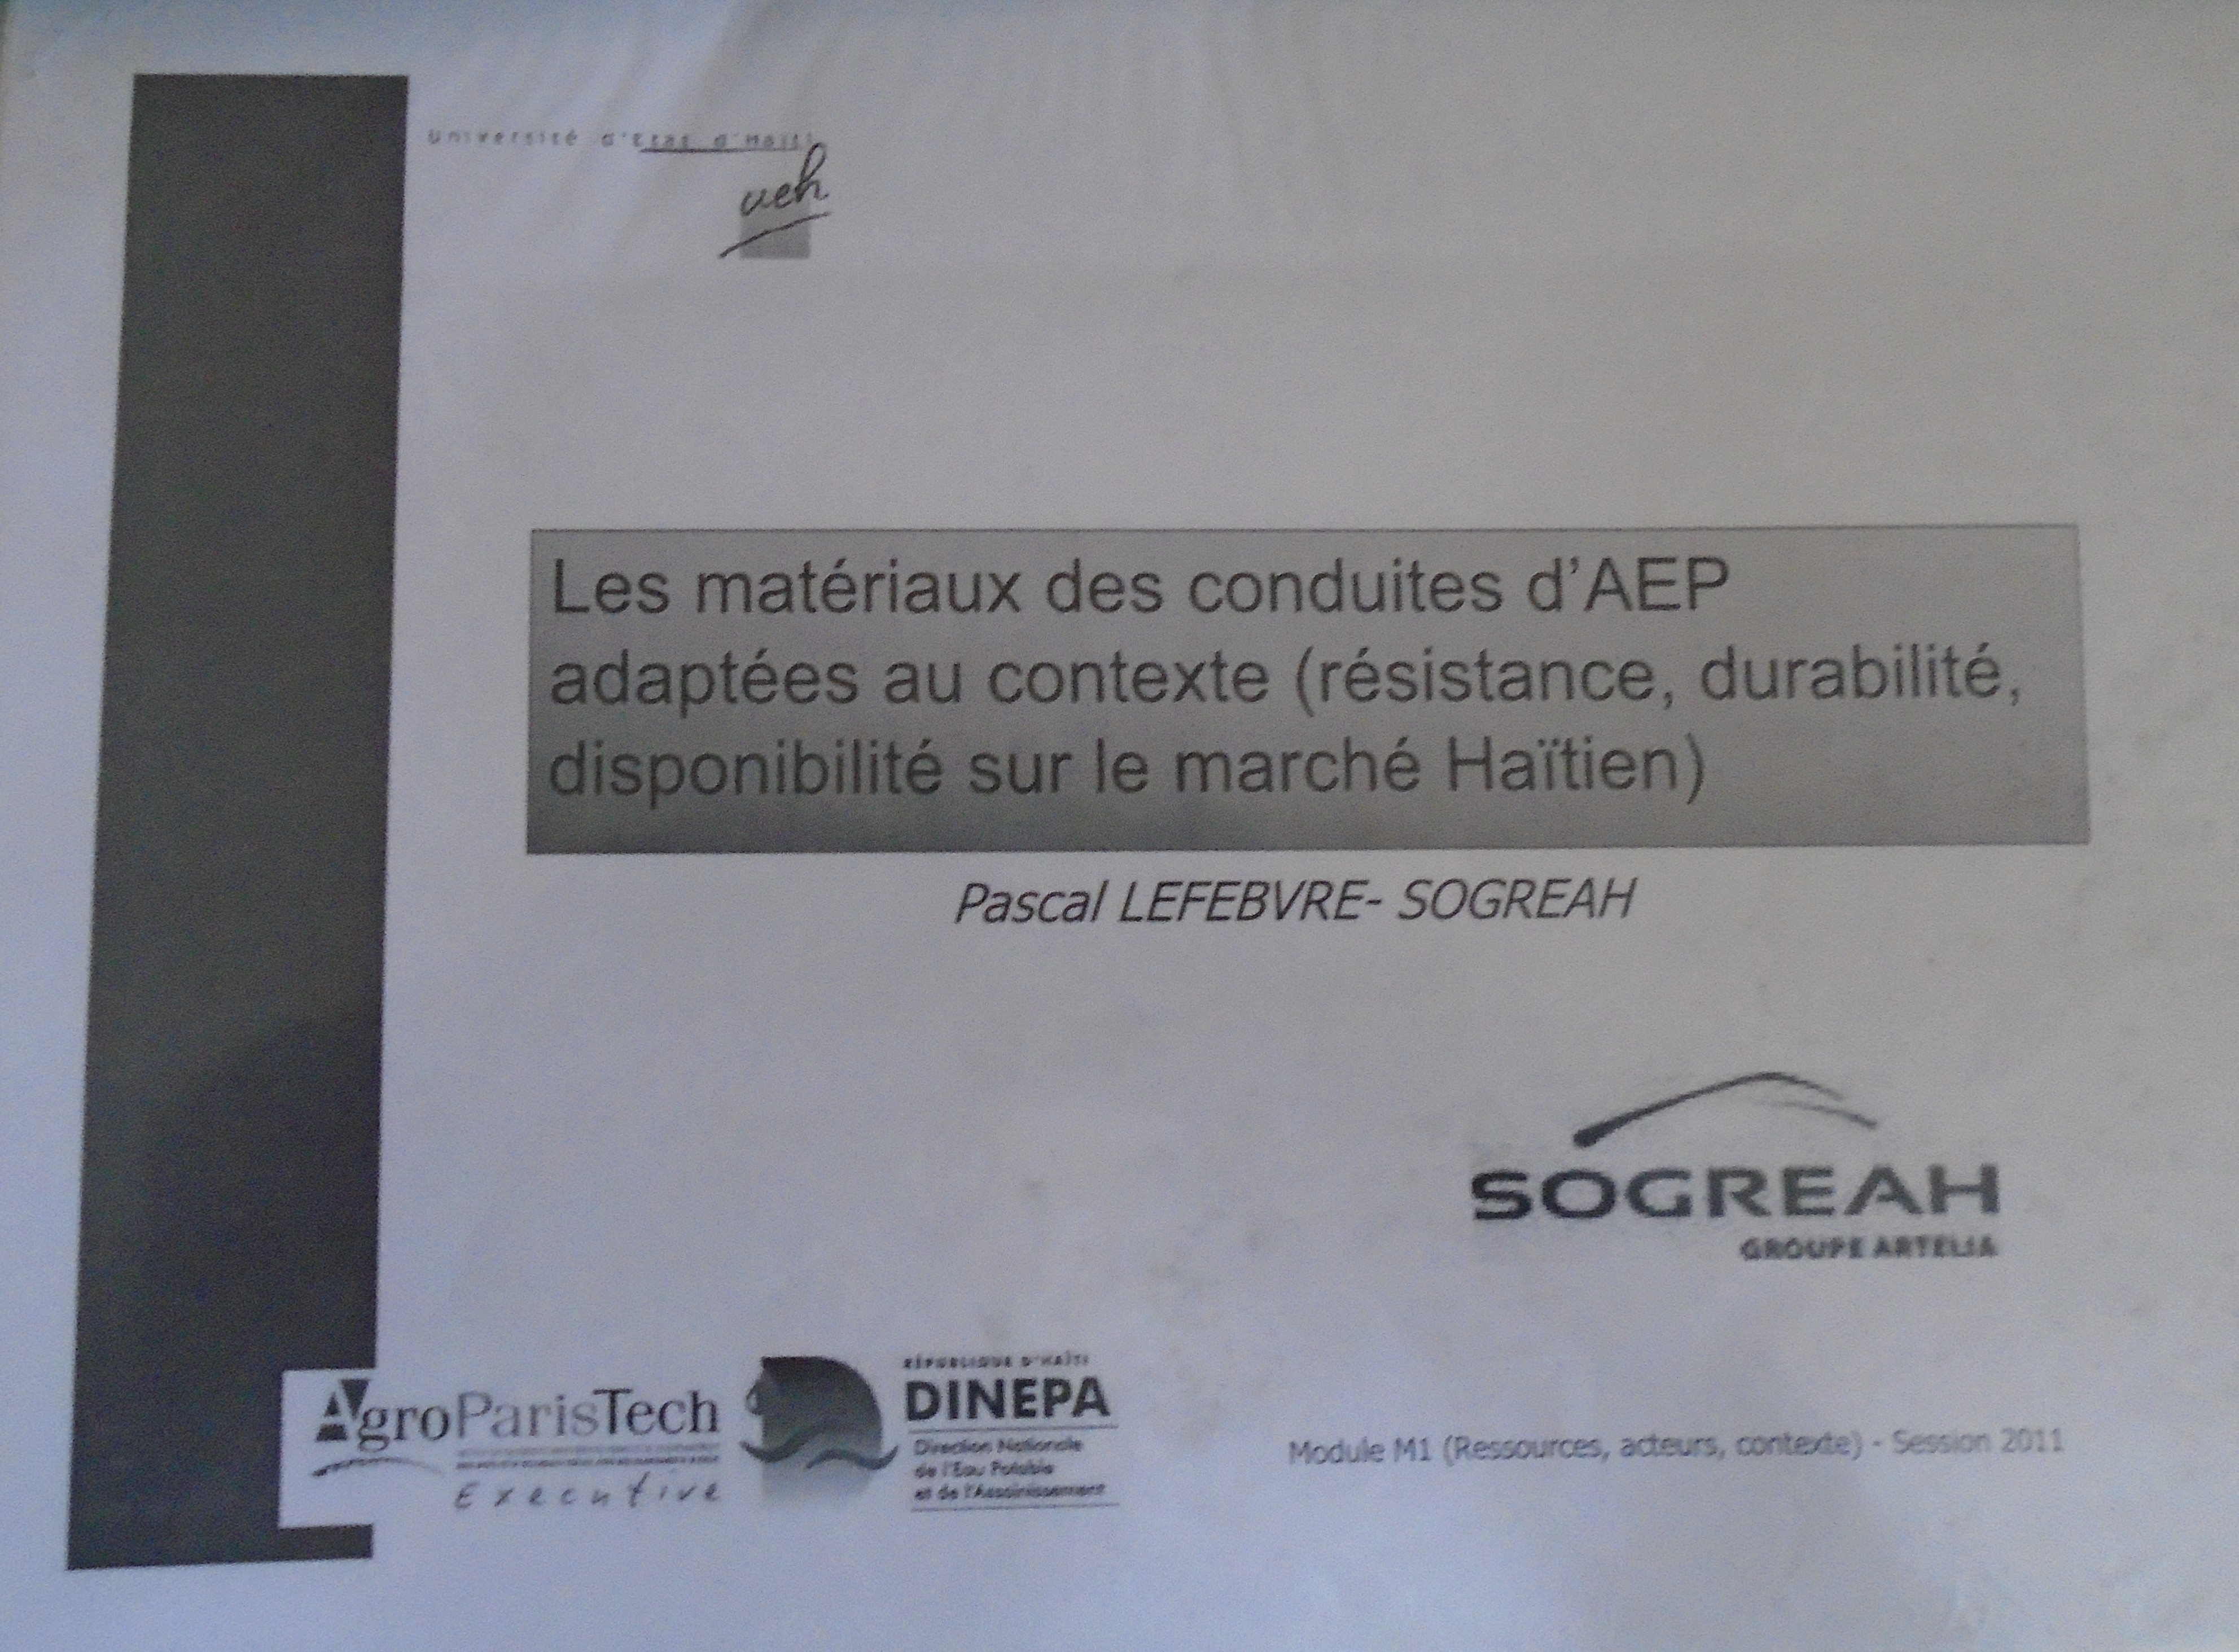 Université d'Etat d'Haïti
ueh
Les matériaux des conduites d'AEP
adaptées au contexte (résistance, durabilité,
disponibilité sur le marché Haïtien)
Pascal LEFEBVRE- SOGREAH
SOGREAH
GROUPE ARTELIA
AgroParisTech
Executive
RÉPUBLIQUE D'HAÏTI
DINEPA
Direction Nationale
de l'Eau Potable
et de l'Assainissement
Module M1 (Ressources, acteurs, contexte) - Session 2011